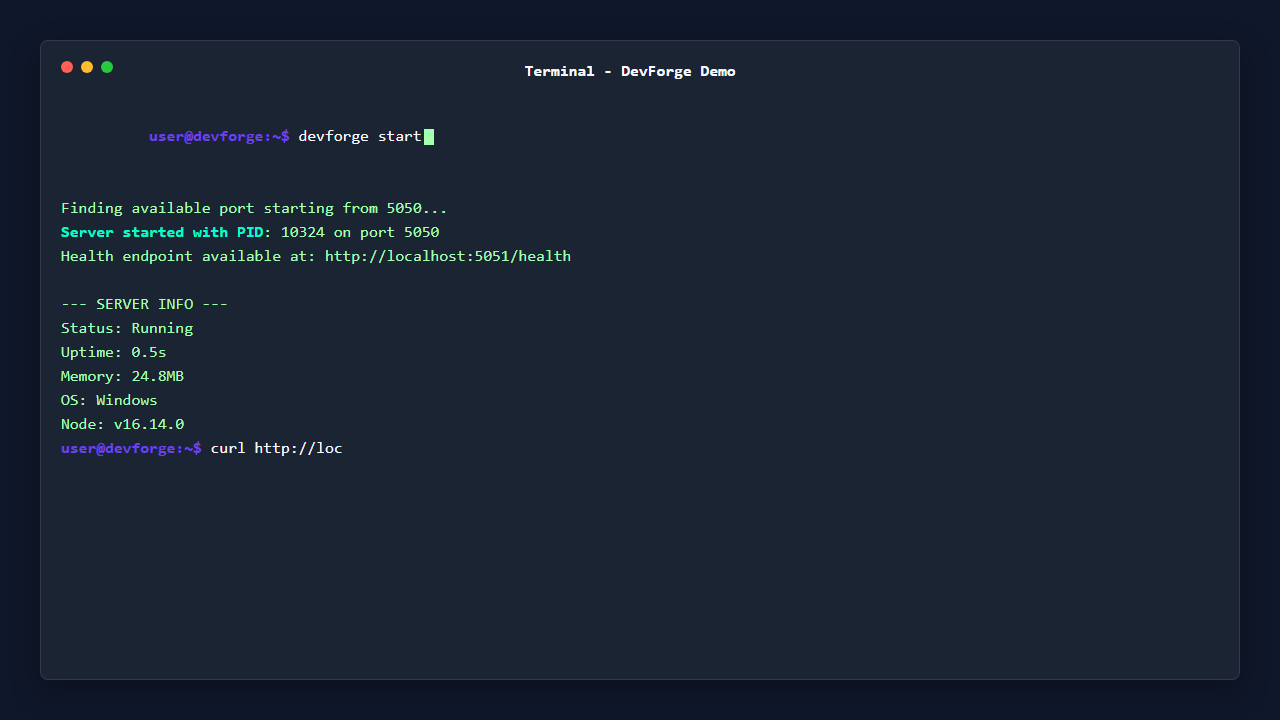 Terminal - DevForge Demo
user@devforge:~$ devforge start
Finding available port starting from 5050...
Server started with PID: 10324 on port 5050
Health endpoint available at: http://localhost:5051/health
--- SERVER INFO ---
Status: Running
Uptime: 0.5s
Memory: 24.8MB
OS: Windows
Node: v16.14.0
user@devforge:~$ curl http://loc